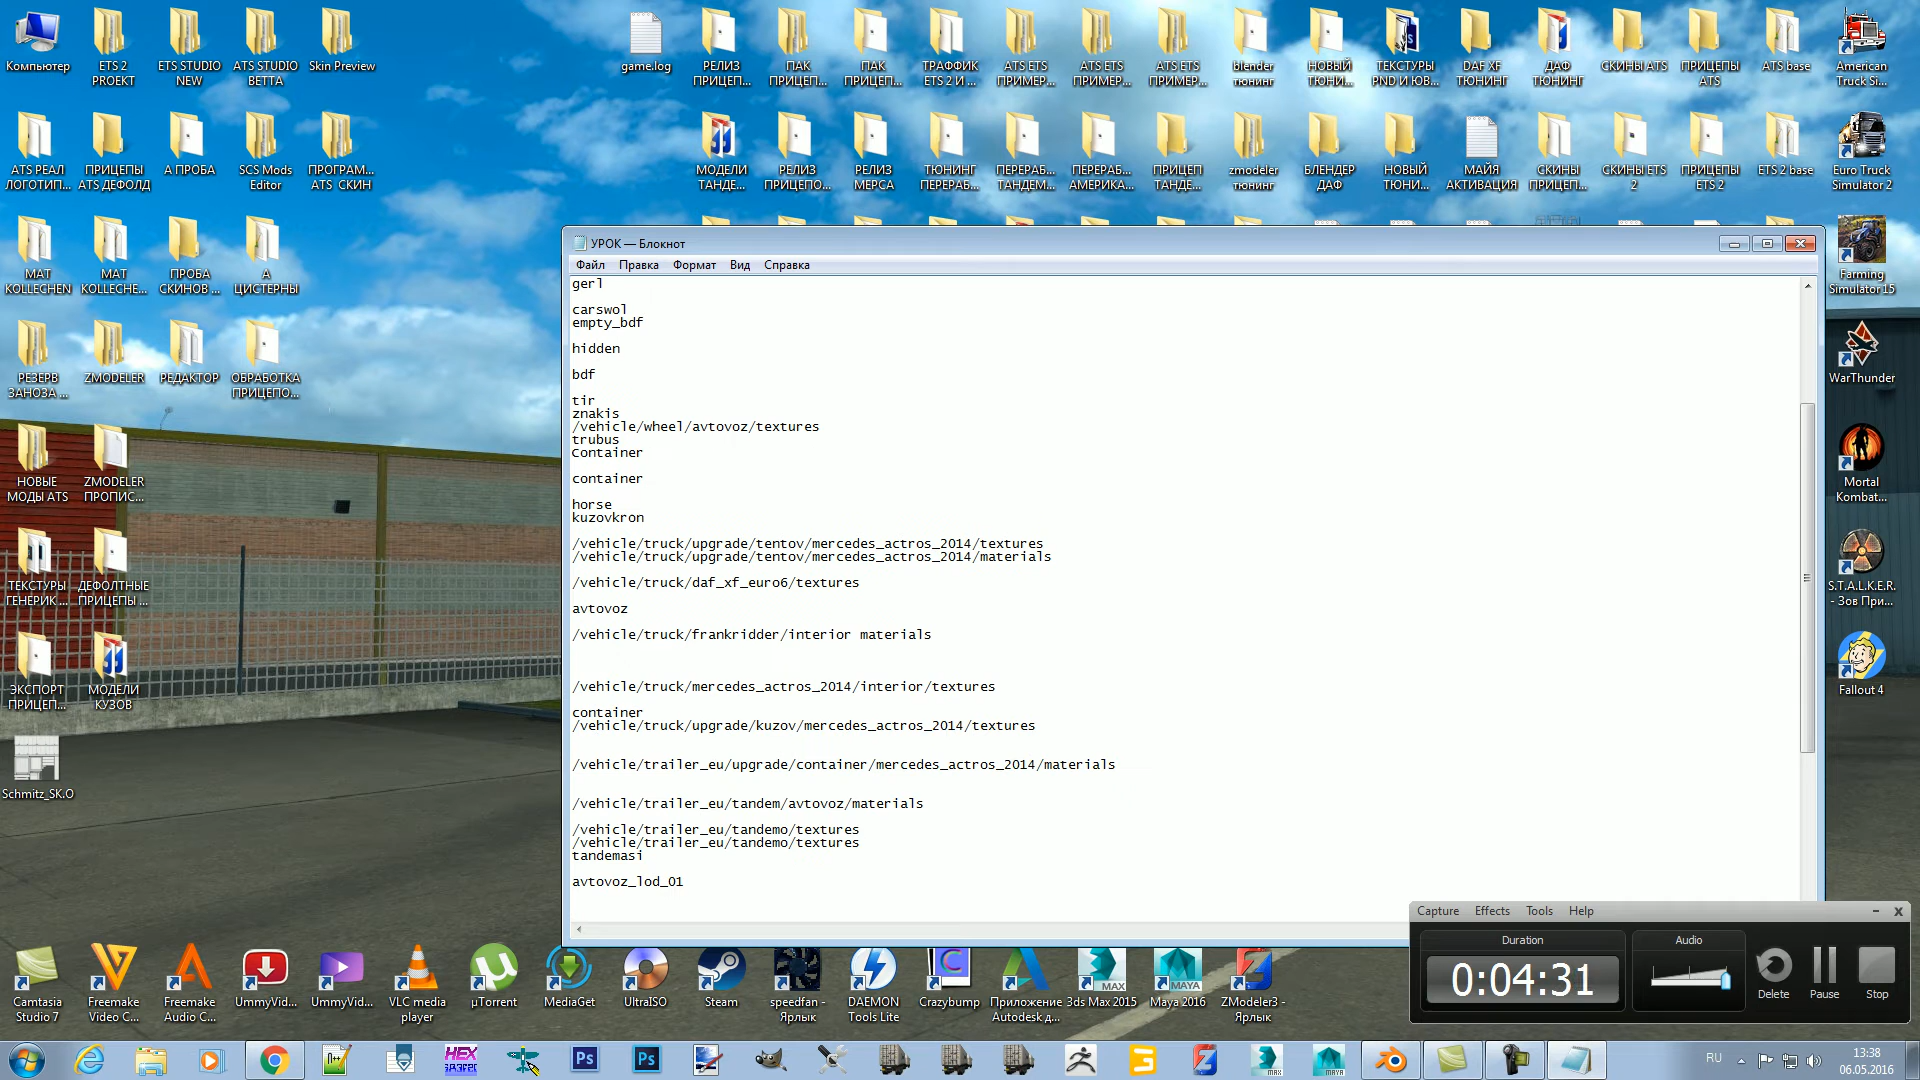 Компьютер
ETS 2 PROEKT
ETS STUDIO NEW
ATS STUDIO BETTA
Skin Preview
game.log
РЕЛИЗ ПРИЦЕП...
ПАК ПРИЦЕП...
ПАК ПРИЦЕП...
ТРАФФИК ETS 2 И ...
ATS ETS ПРИМЕР...
ATS ETS ПРИМЕР...
ATS ETS ПРИМЕР...
blender тюнинг
НОВЫЙ ТЮНИ...
ТЕКСТУРЫ PND И ЮВ...
DAF XF ТЮНИНГ
ДАФ ТЮНИНГ
СКИНЫ ATS
ПРИЦЕПЫ ATS
ATS base
American Truck Si...
ATS РЕАЛ ЛОГОТИП...
ПРИЦЕПЫ ATS ДЕФОЛД
А ПРОБА
SCS Mods Editor
ПРОГРАМ... ATS СКИН
МОДЕЛИ ТАНДЕ...
РЕЛИЗ ПРИЦЕПО...
РЕЛИЗ МЕРСА
ТЮНИНГ ПЕРЕРАБ...
ПЕРЕРАБ... ТАНДЕМ...
ПЕРЕРАБ... АМЕРИКА...
ПРИЦЕП ТАНДЕ...
zmodeler тюнинг
БЛЕНДЕР ДАФ
НОВЫЙ ТЮНИ...
МАЙЯ АКТИВАЦИЯ
СКИНЫ ПРИЦЕП...
СКИНЫ ETS 2
ПРИЦЕПЫ ETS 2
ETS 2 base
Euro Truck Simulator 2
МАТ KOLLECHEN
МАТ KOLLECHE...
ПРОБА СКИНОВ ...
А ЦИСТЕРНЫ
Farming Simulator 15
РЕЗЕРВ ЗАНОЗА ...
ZMODELER
РЕДАКТОР
ОБРАБОТКА ПРИЦЕПО...
WarThunder
НОВЫЕ МОДЫ ATS
ZMODELER ПРОПИС...
Mortal Kombat...
ТЕКСТУРЫ ГЕНЕРИК ...
ДЕФОЛТНЫЕ ПРИЦЕПЫ ...
S.T.A.L.K.E.R. - Зов При...
ЭКСПОРТ ПРИЦЕП...
МОДЕЛИ КУЗОВ
Fallout 4
Schmitz_SK.O
УРОК — Блокнот
Файл Правка Формат Вид Справка
gerl
carswol
empty_bdf
hidden
bdf
tir
znakis
/vehicle/wheel/avtovoz/textures
trubus
Container
container
horse
kuzovkron
/vehicle/truck/upgrade/tentov/mercedes_actros_2014/textures
/vehicle/truck/upgrade/tentov/mercedes_actros_2014/materials
/vehicle/truck/daf_xf_euro6/textures
avtovoz
/vehicle/truck/frankridder/interior materials
/vehicle/truck/mercedes_actros_2014/interior/textures
container
/vehicle/truck/upgrade/kuzov/mercedes_actros_2014/textures
/vehicle/trailer_eu/upgrade/container/mercedes_actros_2014/materials
/vehicle/trailer_eu/tandem/avtovoz/materials
/vehicle/trailer_eu/tandemo/textures
/vehicle/trailer_eu/tandemo/textures
tandemasi
avtovoz_lod_01
Capture Effects Tools Help
Duration
Audio
0:04:31
Delete
Pause
Stop
Camtasia Studio 7
Freemake Video C...
Freemake Audio C...
UmmyVid...
UmmyVid...
VLC media player
µTorrent
MediaGet
UltraISO
Steam
speedfan - Ярлык
DAEMON Tools Lite
Crazybump
Приложение Autodesk д...
3ds Max 2015
Maya 2016
ZModeler3 - Ярлык
RU
13:38
06.05.2016